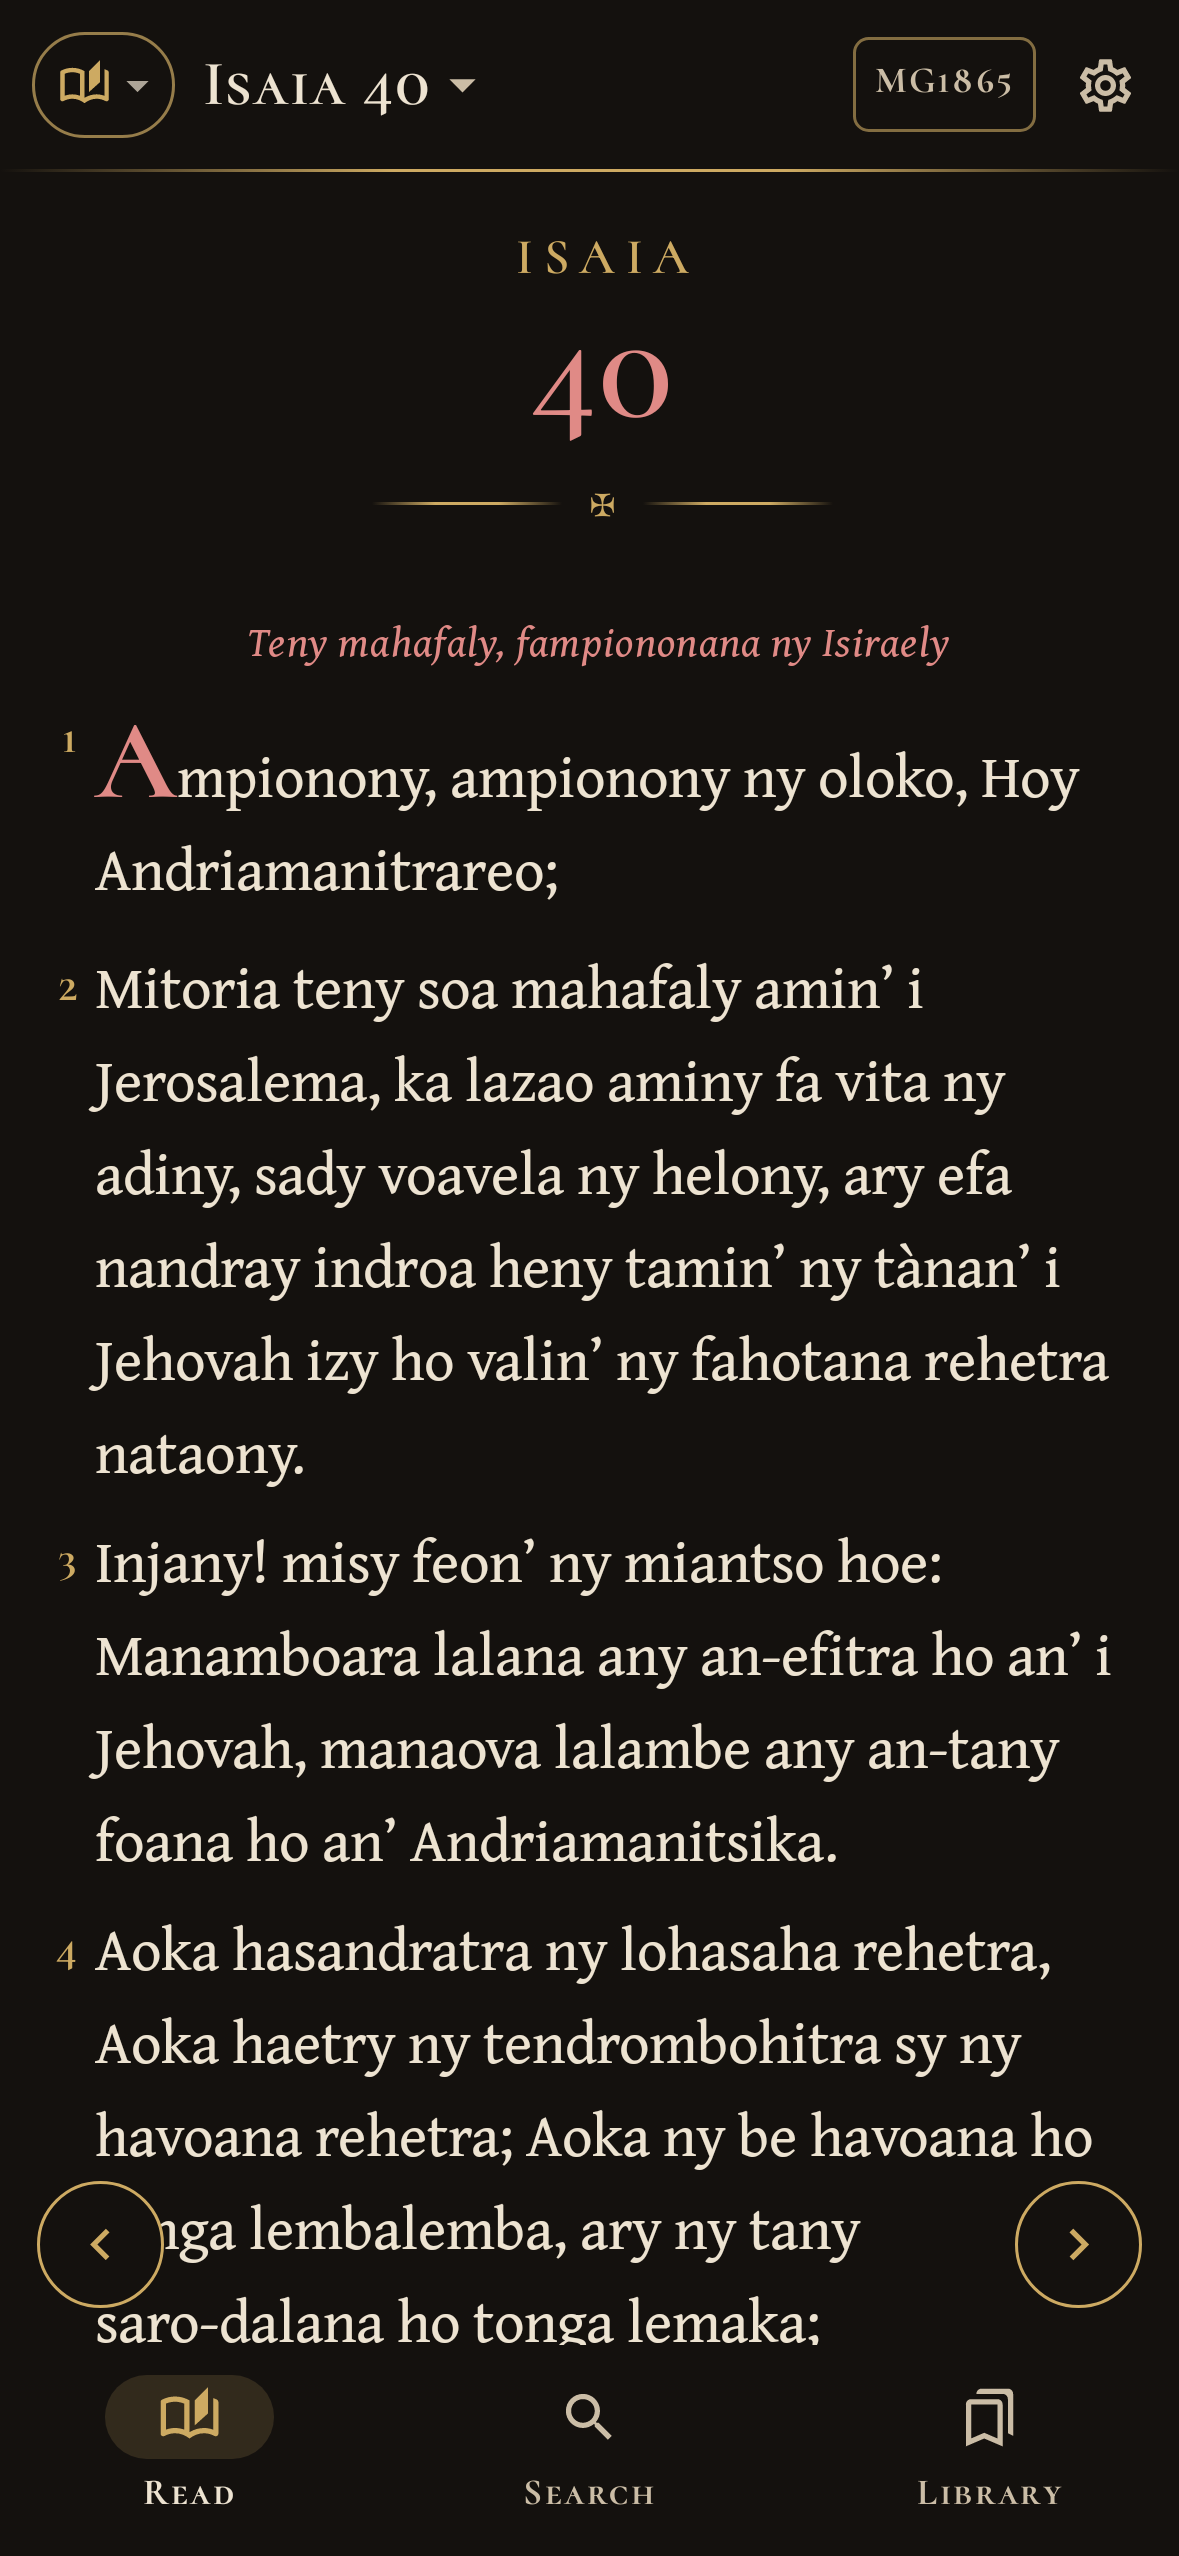 Isaia 40
MG1865
ISAIA
40
Teny mahafaly, fampiononana ny Isiraely
1 Ampionony, ampionony ny oloko, Hoy
Andriamanitrareo;
2 Mitoria teny soa mahafaly amin’ i
Jerosalema, ka lazao aminy fa vita ny
adiny, sady voavela ny helony, ary efa
nandray indroa heny tamin’ ny tànan’ i
Jehovah izy ho valin’ ny fahotana rehetra
nataony.
3 Injany! misy feon’ ny miantso hoe:
Manamboara lalana any an-efitra ho an’ i
Jehovah, manaova lalambe any an-tany
foana ho an’ Andriamanitsika.
4 Aoka hasandratra ny lohasaha rehetra,
Aoka haetry ny tendrombohitra sy ny
havoana rehetra; Aoka ny be havoana ho
lembalemba, ary ny tany
saro-dalana ho tonga lemaka;
Read
Search
Library